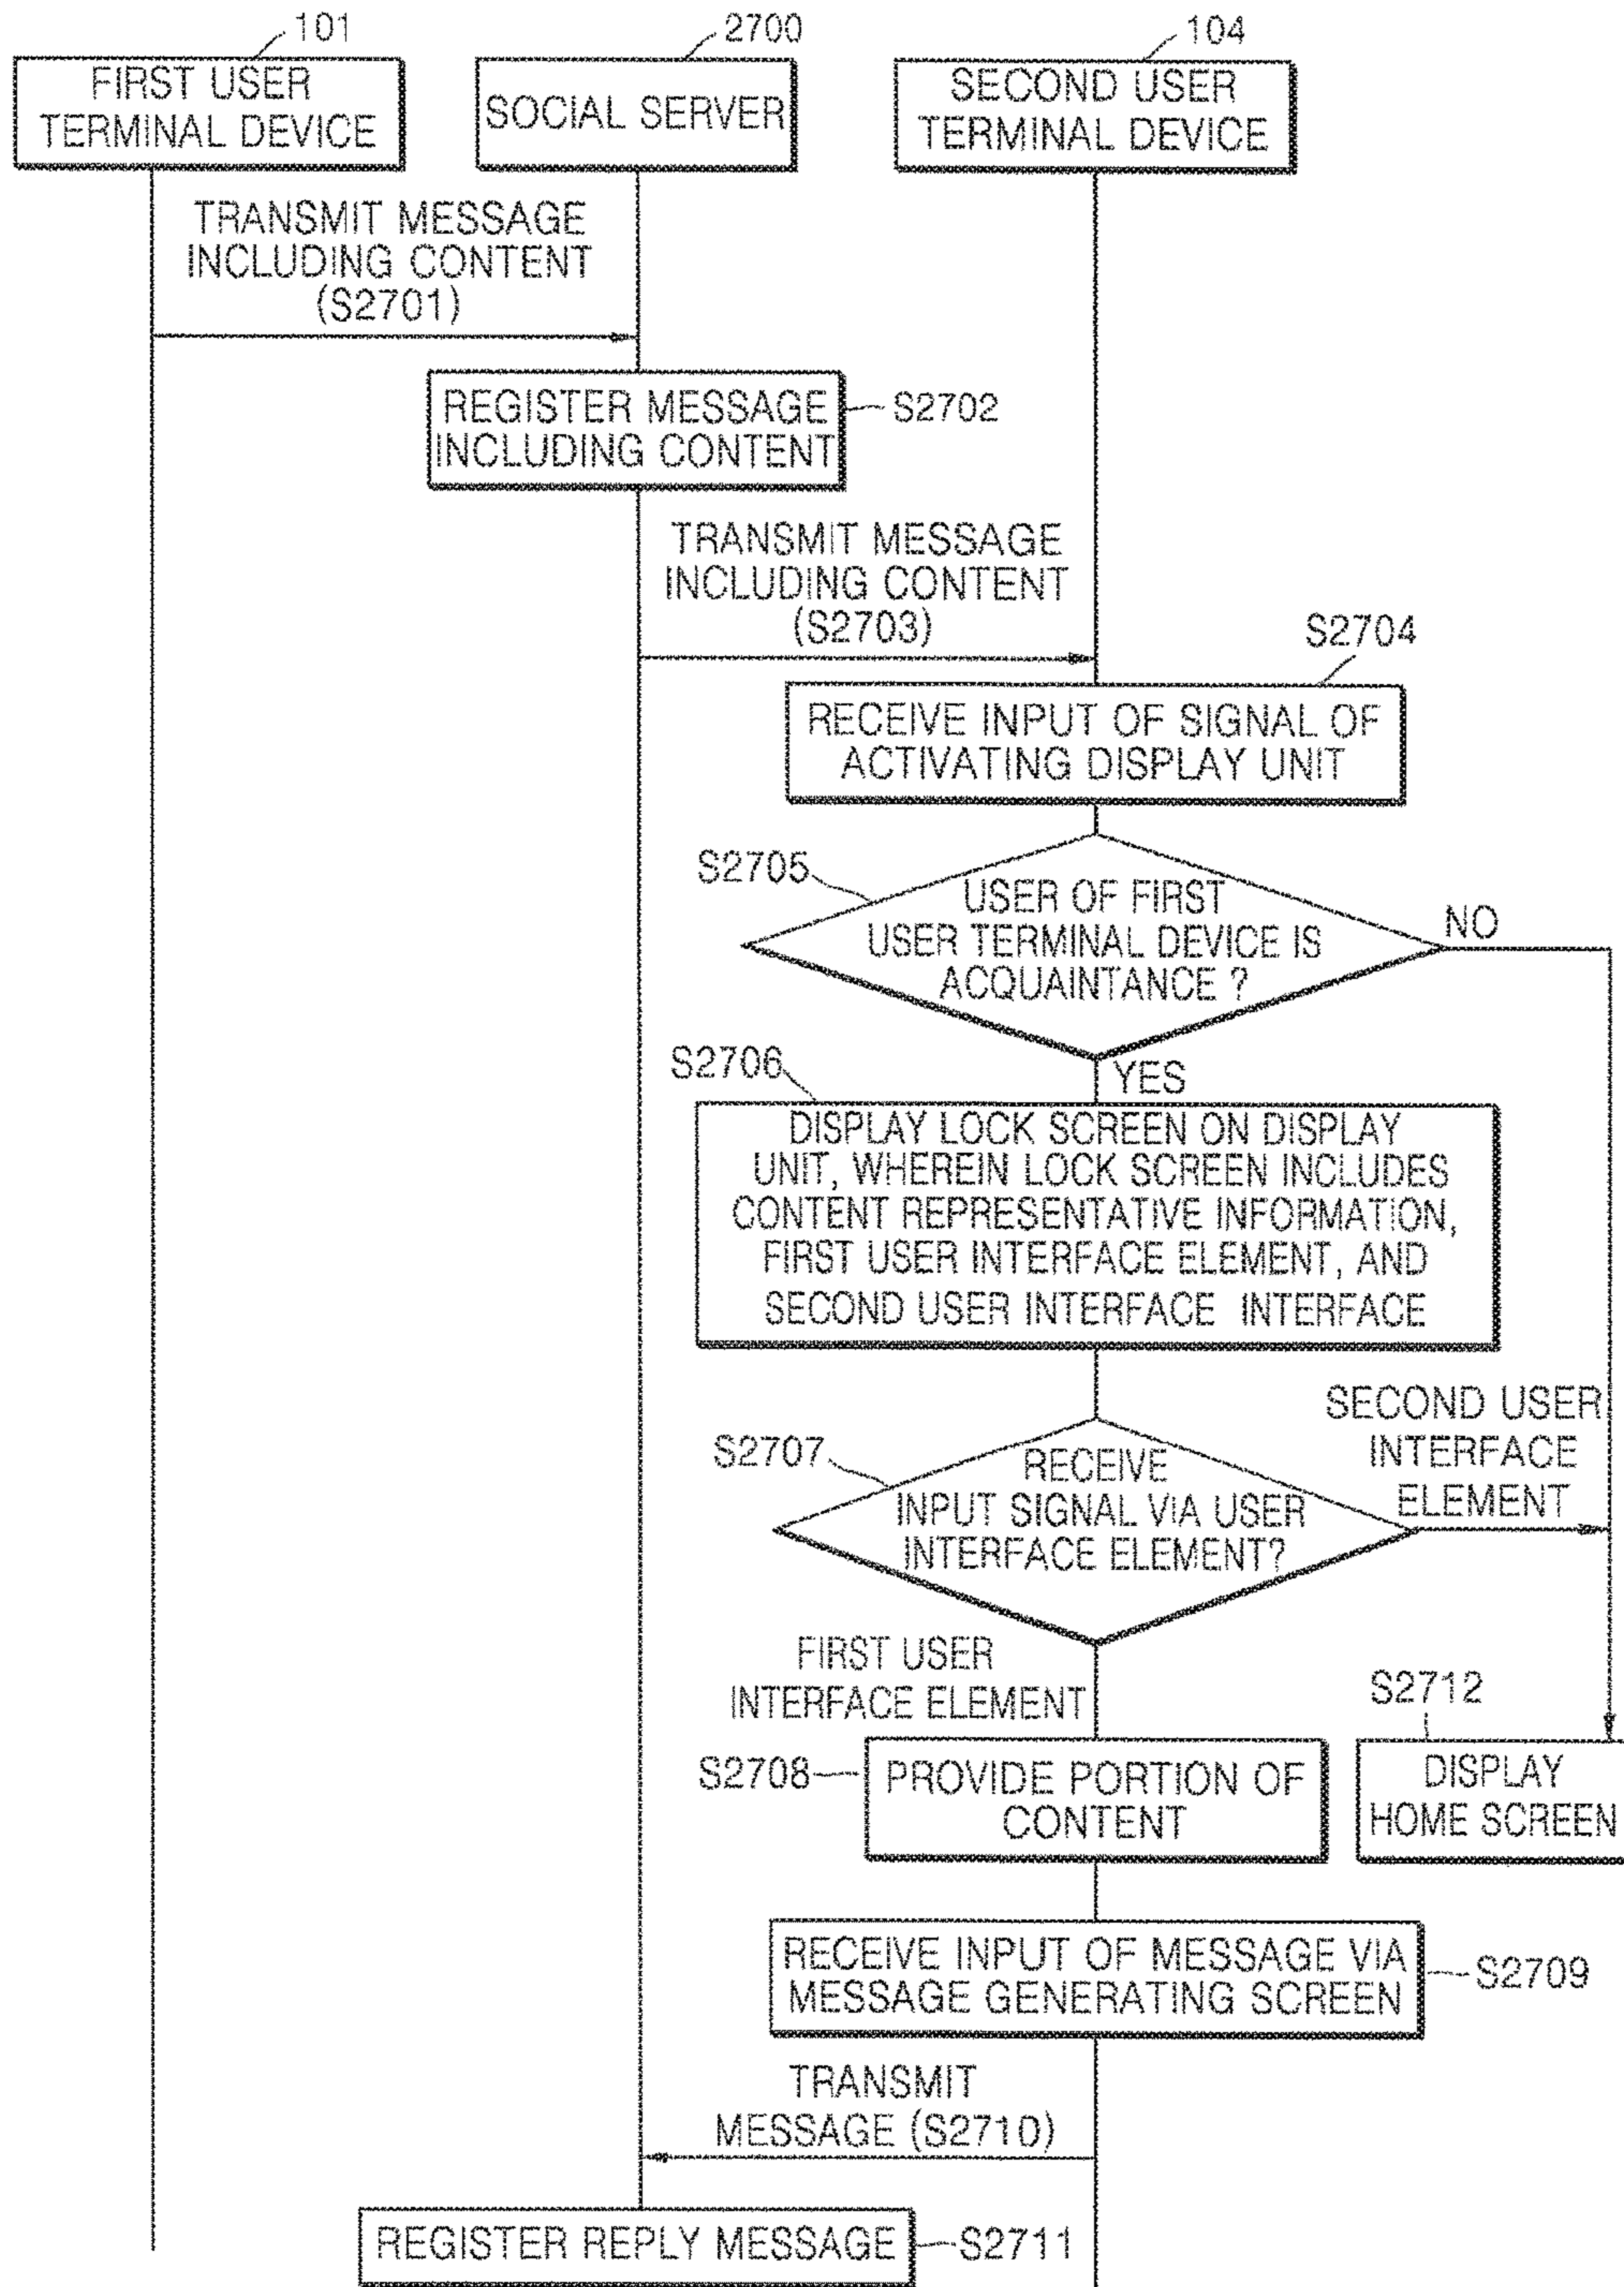 101
2700
104
FIRST USER
TERMINAL DEVICE
SOCIAL SERVER
SECOND USER
TERMINAL DEVICE
TRANSMIT MESSAGE
INCLUDING CONTENT
(S2701)
REGISTER MESSAGE
INCLUDING CONTENT
S2702
TRANSMIT MESSAGE
INCLUDING CONTENT
(S2703)
S2704
RECEIVE INPUT OF SIGNAL OF
ACTIVATING DISPLAY UNIT
S2705
USER OF FIRST
USER TERMINAL DEVICE IS
ACQUAINTANCE ?
NO
S2706
YES
DISPLAY LOCK SCREEN ON DISPLAY
UNIT, WHEREIN LOCK SCREEN INCLUDES
CONTENT REPRESENTATIVE INFORMATION,
FIRST USER INTERFACE ELEMENT, AND
SECOND USER INTERFACE INTERFACE
S2707
RECEIVE
INPUT SIGNAL VIA USER
INTERFACE ELEMENT?
SECOND USER
INTERFACE
ELEMENT
FIRST USER
INTERFACE ELEMENT
S2708
PROVIDE PORTION OF
CONTENT
S2712
DISPLAY
HOME SCREEN
RECEIVE INPUT OF MESSAGE VIA
MESSAGE GENERATING SCREEN
S2709
TRANSMIT
MESSAGE (S2710)
REGISTER REPLY MESSAGE
S2711